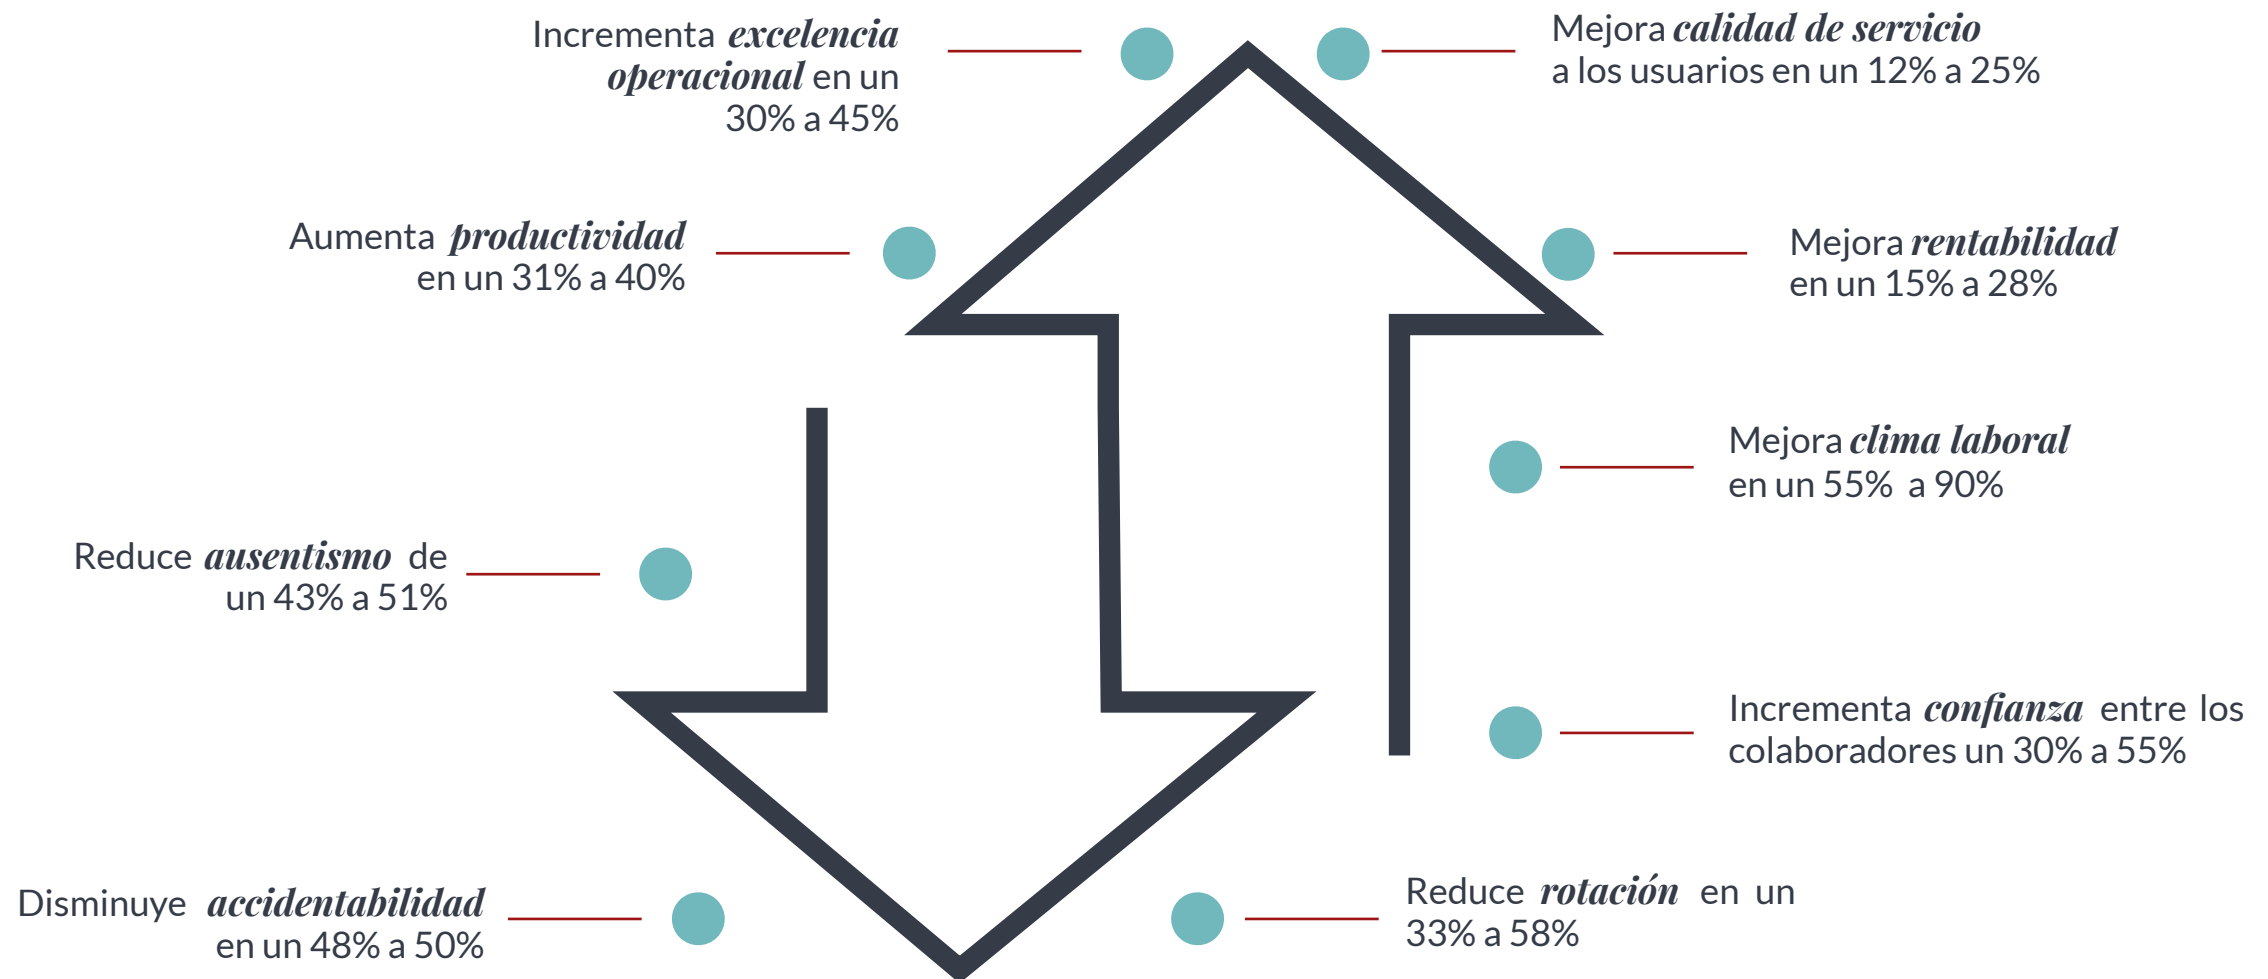 Incrementa excelencia
operacional en un
30% a 45%
Mejora calidad de servicio
a los usuarios en un 12% a 25%
Aumenta productividad
en un 31% a 40%
Mejora rentabilidad
en un 15% a 28%
Mejora clima laboral
en un 55% a 90%
Reduce ausentismo de
un 43% a 51%
Incrementa confianza entre los
colaboradores un 30% a 55%
Disminuye accidentabilidad
en un 48% a 50%
Reduce rotación en un
33% a 58%